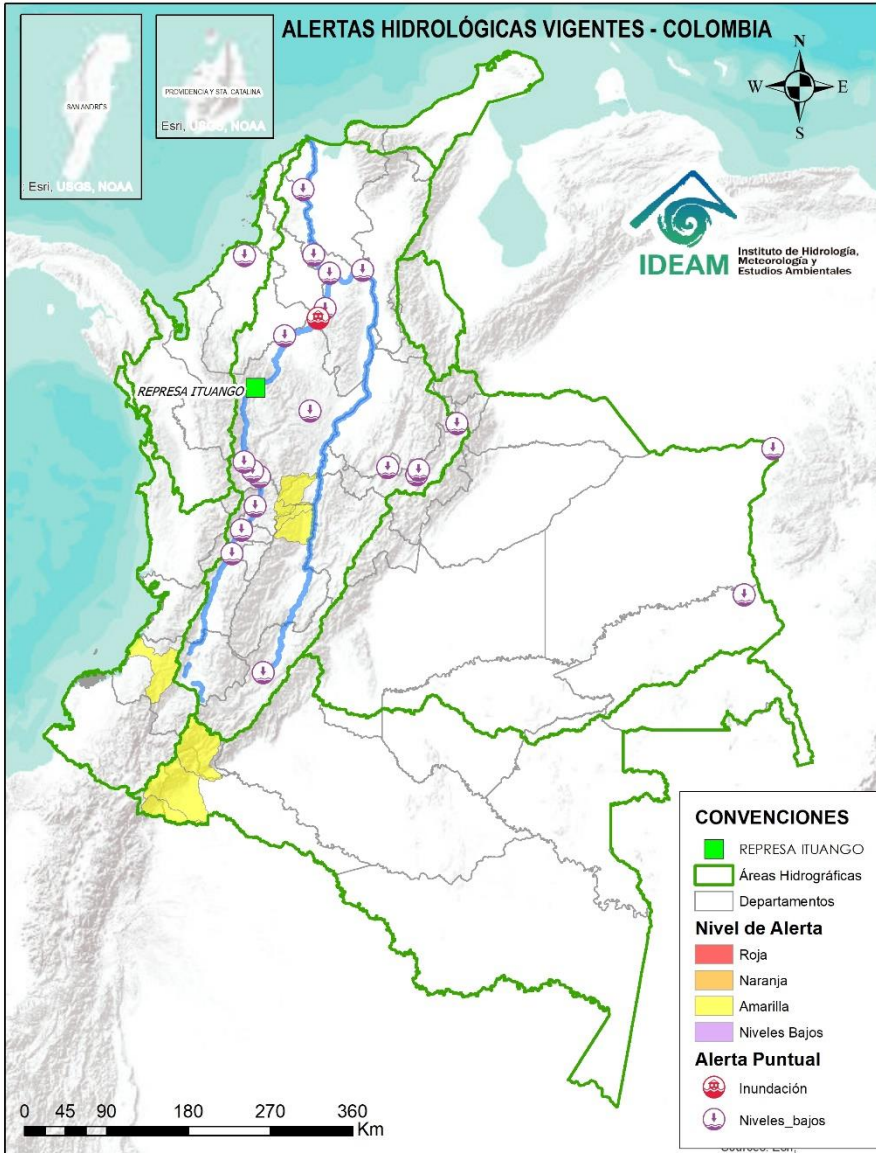 ALERTAS HIDROLÓGICAS VIGENTES - COLOMBIA
SAN ANDRÉS
Esri, USGS, NOAA
PROVIDENCIA Y STA. CATALINA
Esri, USGS, NOAA
N
W E
S
IDEAM
Instituto de Hidrología,
Meteorología y
Estudios Ambientales
REPRESA ITUANGO
CONVENCIONES
REPRESA ITUANGO
Áreas Hidrográficas
Departamentos
Nivel de Alerta
Roja
Naranja
Amarilla
Niveles Bajos
Alerta Puntual
Inundación
Niveles_bajos
0 45 90 180 270 360
Km
Sources: Esri,